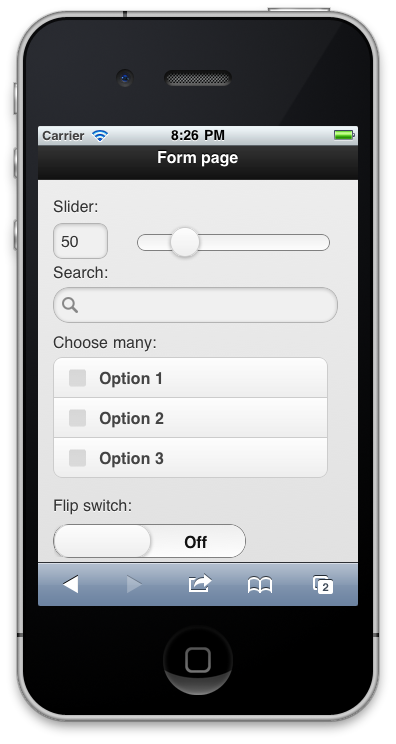 Carrier 8:26 PM
Form page
Slider:
50
Search:
Choose many:
Option 1
Option 2
Option 3
Flip switch:
Off
2